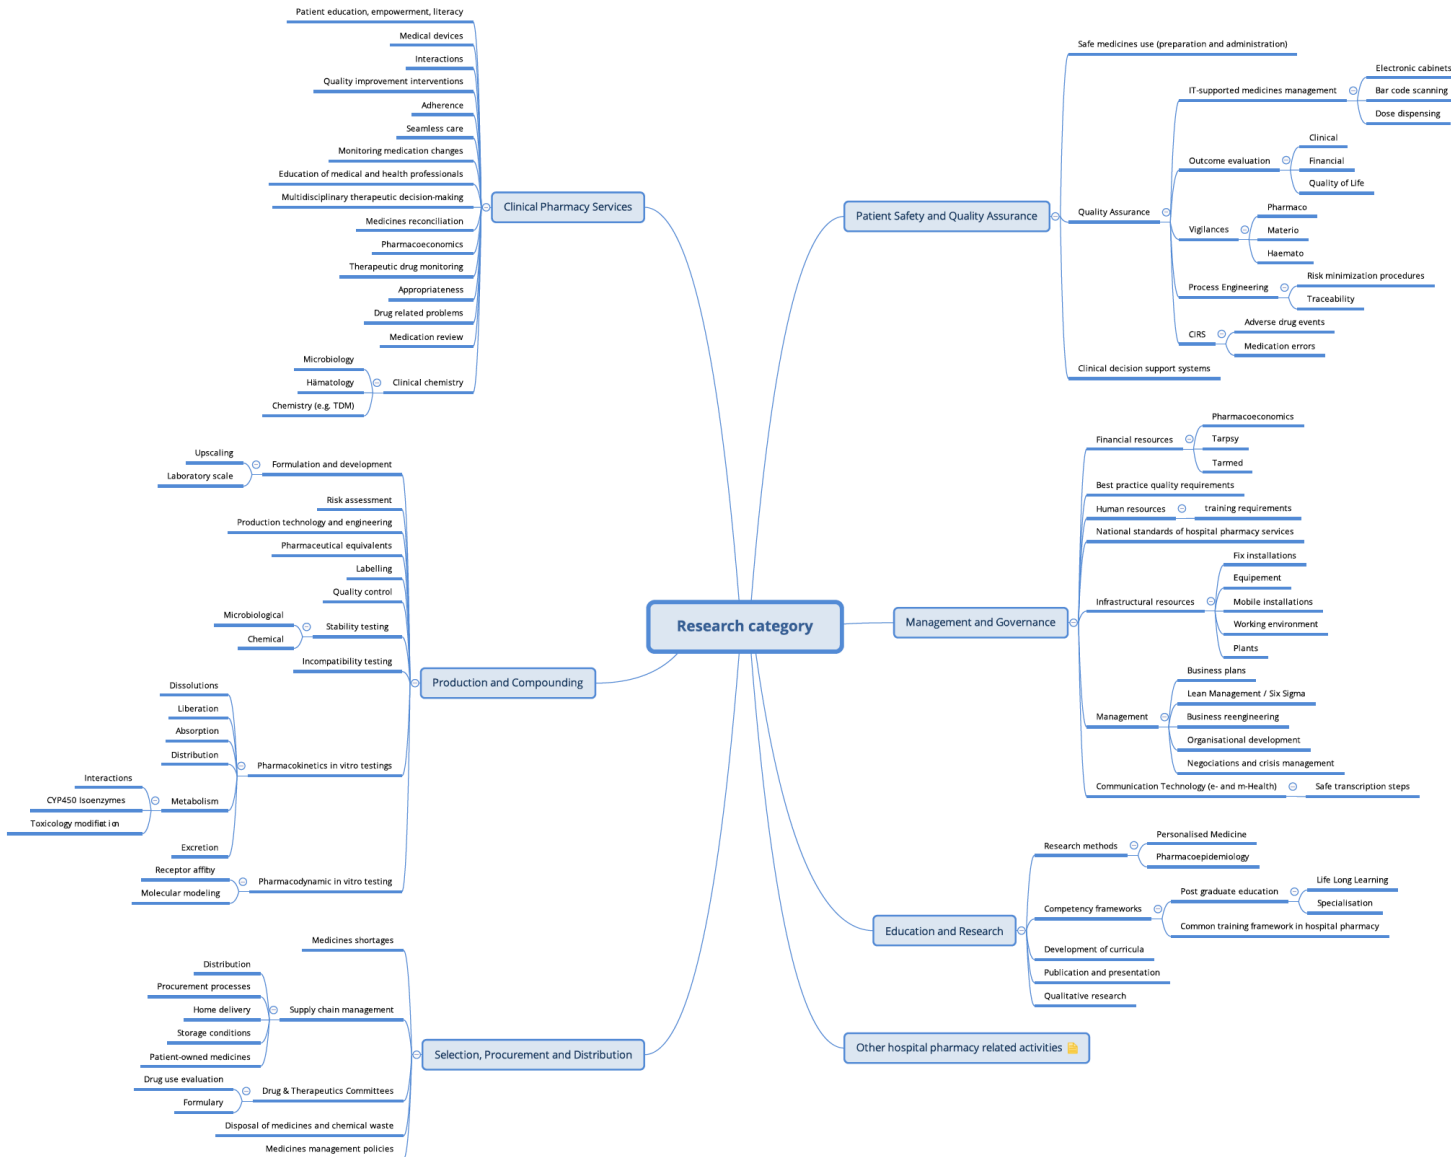 Patient education, empowerment, literacy
Medical devices
Interactions
Quality improvement interventions
Adherence
Seamless care
Monitoring medication changes
Education of medical and health professionals
Multidisciplinary therapeutic decision-making
Medicines reconciliation
Pharmacoeconomics
Therapeutic drug monitoring
Appropriateness
Drug related problems
Medication review
Microbiology
Hämatology
Chemistry (e.g. TDM)
Clinical chemistry
Clinical Pharmacy Services
Upscaling
Laboratory scale
Formulation and development
Risk assessment
Production technology and engineering
Pharmaceutical equivalents
Labelling
Quality control
Microbiological
Chemical
Stability testing
Incompatibility testing
Dissolutions
Liberation
Absorption
Distribution
Interactions
CYP450 Isoenzymes
Metabolism
Excretion
Pharmacokinetics in vitro testings
Molecular modeling
Pharmacodynamic in vitro testing
Production and Compounding
Medicines shortages
Distribution
Procurement processes
Home delivery
Storage conditions
Patient-owned medicines
Supply chain management
Drug use evaluation
Formulary
Drug & Therapeutics Committees
Disposal of medicines and chemical waste
Medicines management policies
Selection, Procurement and Distribution
Research category
Patient Safety and Quality Assurance
Safe medicines use (preparation and administration)
Quality Assurance
IT-supported medicines management
Electronic cabinets
Bar code scanning
Dose dispensing
Outcome evaluation
Clinical
Financial
Quality of Life
Vigilances
Pharmaco
Materio
Haemato
Process Engineering
Risk minimization procedures
Traceability
CIRS
Adverse drug events
Medication errors
Clinical decision support systems
Management and Governance
Financial resources
Pharmacoeconomics
Tarpsy
Tarmed
Best practice quality requirements
Human resources
training requirements
National standards of hospital pharmacy services
Infrastructural resources
Fix installations
Equipement
Mobile installations
Working environment
Plants
Management
Business plans
Lean Management / Six Sigma
Business reengineering
Organisational development
Negociations and crisis management
Communication Technology (e- and m-Health)
Safe transcription steps
Education and Research
Research methods
Personalised Medicine
Pharmacoepidemiology
Competency frameworks
Post graduate education
Life Long Learning
Specialisation
Common training framework in hospital pharmacy
Development of curricula
Publication and presentation
Qualitative research
Other hospital pharmacy related activities